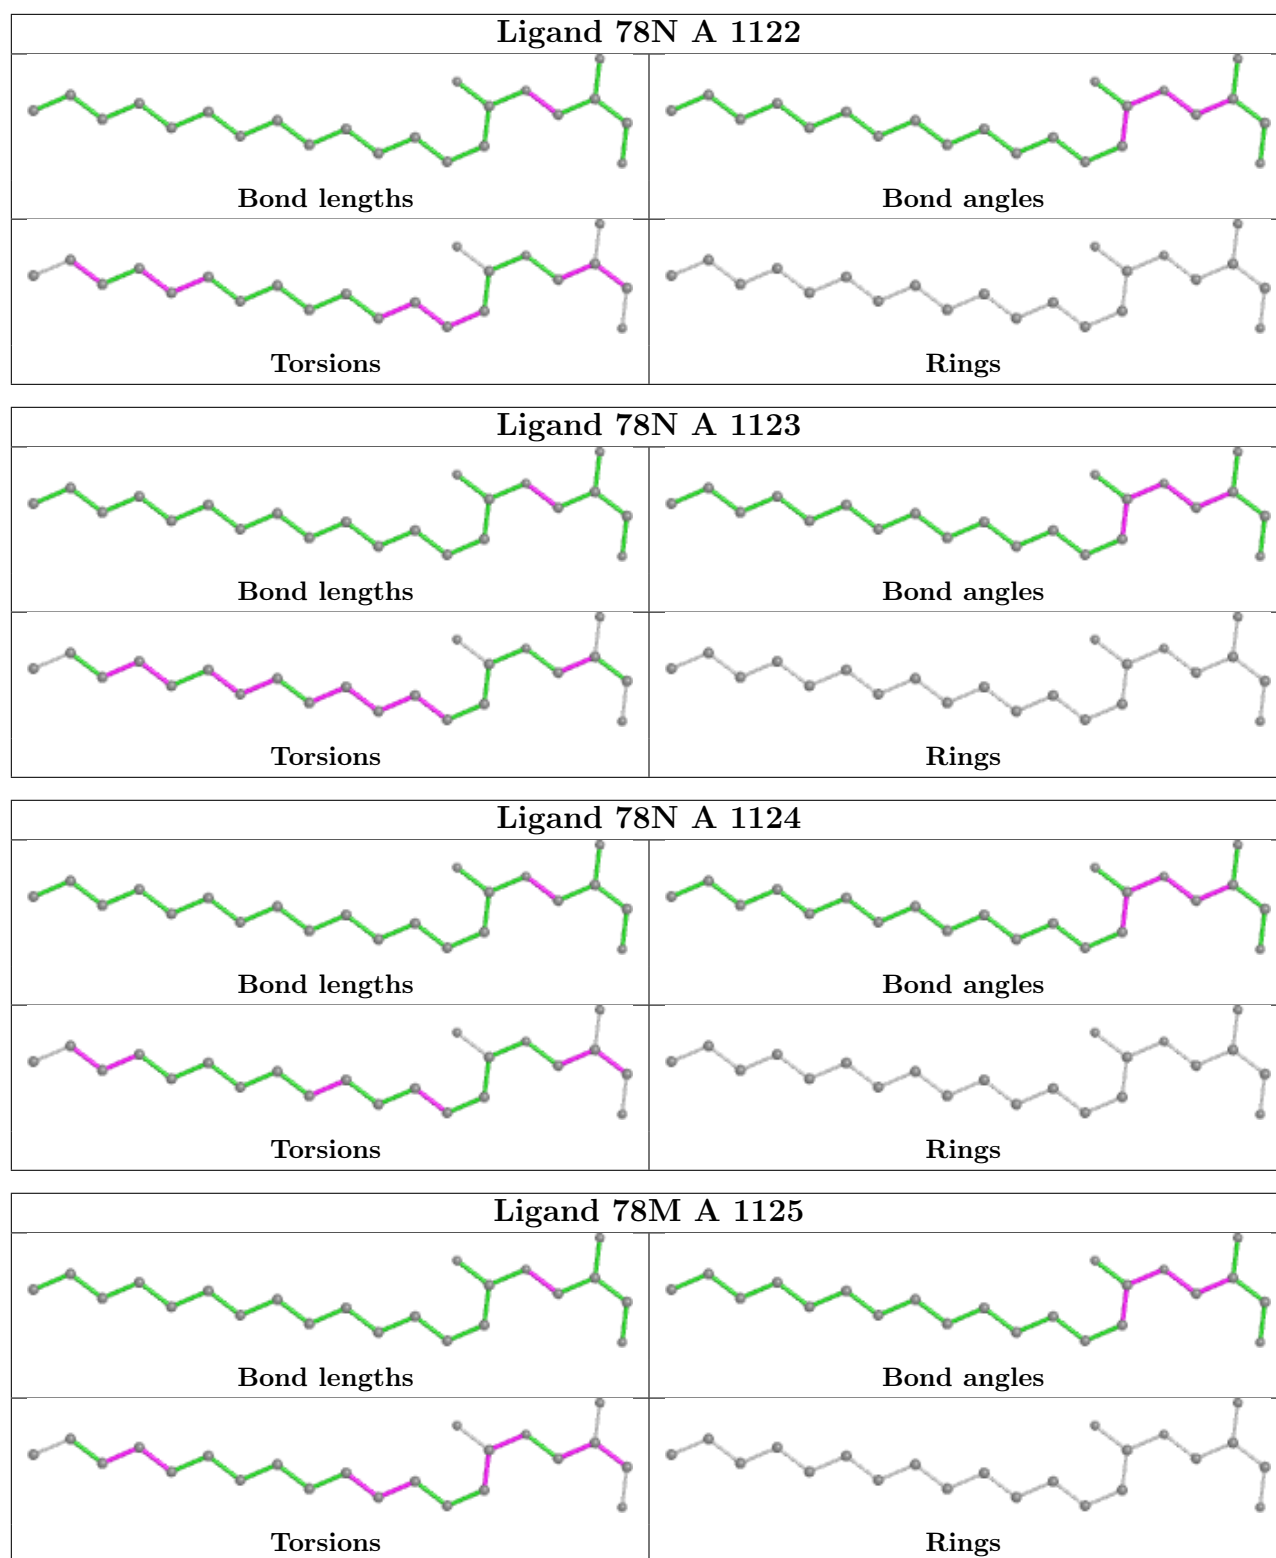 Ligand 78N A 1122
Bond lengths
Bond angles
Torsions
Rings
Ligand 78N A 1123
Bond lengths
Bond angles
Torsions
Rings
Ligand 78N A 1124
Bond lengths
Bond angles
Torsions
Rings
Ligand 78M A 1125
Bond lengths
Bond angles
Torsions
Rings